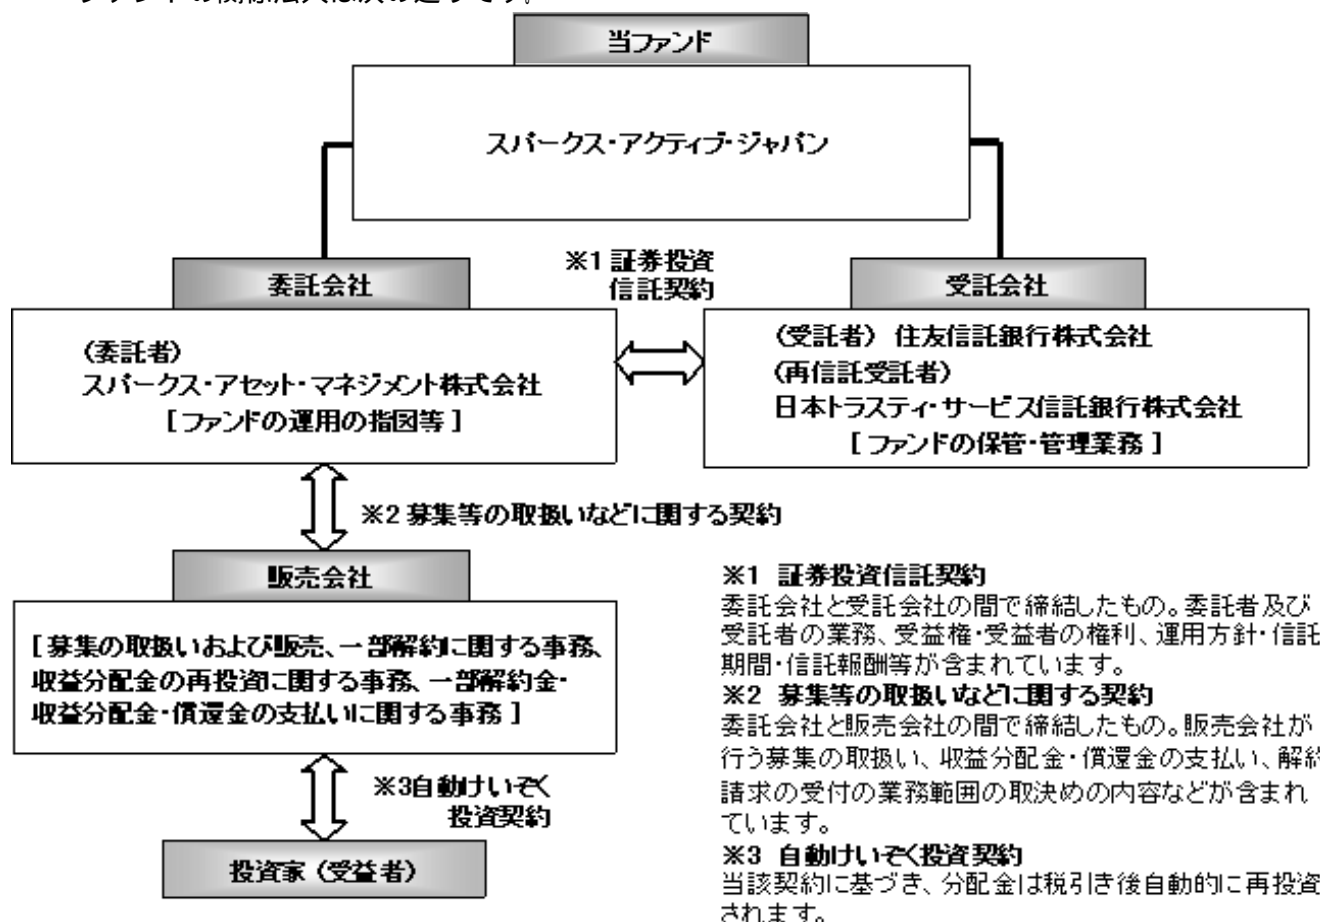 ファンドの関係法人は次の通りです。
当ファンド
スパークス・アクティブ・ジャパン
委託会社
※1 証券投資
信託契約
受託会社
（委託者）
スパークス・アセット・マネジメント株式会社
[ ファンドの運用の指図等 ]
（受託者） 住友信託銀行株式会社
（再信託受託者）
日本トラスティ・サービス信託銀行株式会社
[ ファンドの保管・管理業務 ]
※2 募集等の取扱いなどに関する契約
販売会社
[ 募集の取扱いおよび販売、一部解約に関する事務、
収益分配金の再投資に関する事務、一部解約金・
収益分配金・償還金の支払いに関する事務 ]
※3自動けいぞく
投資契約
投資家（受益者）
※1 証券投資信託契約
委託会社と受託会社の間で締結したもの。委託者及び
受託者の業務、受益権・受益者の権利、運用方針・信託
期間・信託報酬等が含まれています。
※2 募集等の取扱いなどに関する契約
委託会社と販売会社の間で締結したもの。販売会社が
行う募集の取扱い、収益分配金・償還金の支払い、解約
請求の受付の業務範囲の取決めの内容などが含まれ
ています。
※3 自動けいぞく投資契約
当該契約に基づき、分配金は税引き後自動的に再投資
されます。